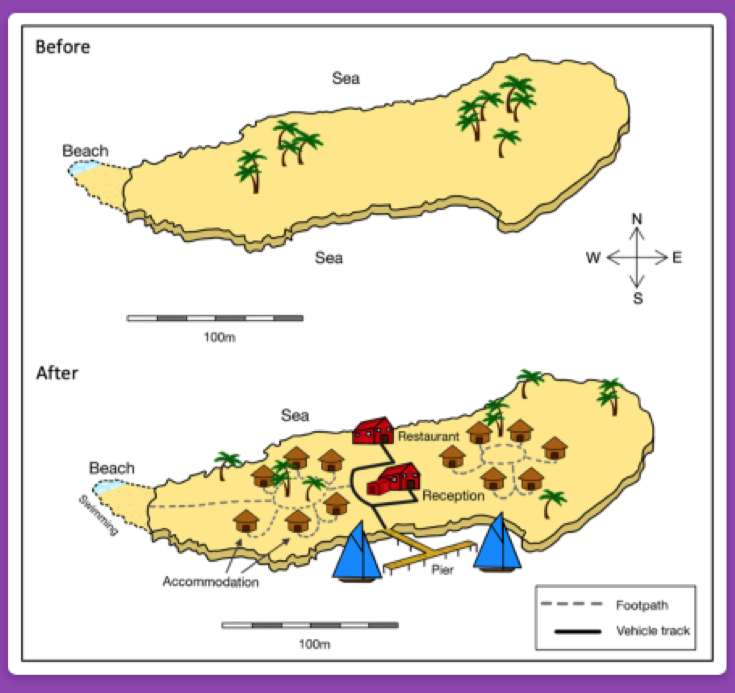 Before
Sea
Beach
Sea
N
W E
S
100m
After
Sea
Restaurant
Beach
Swimming
Reception
Accommodation
Pier
Footpath
Vehicle track
100m